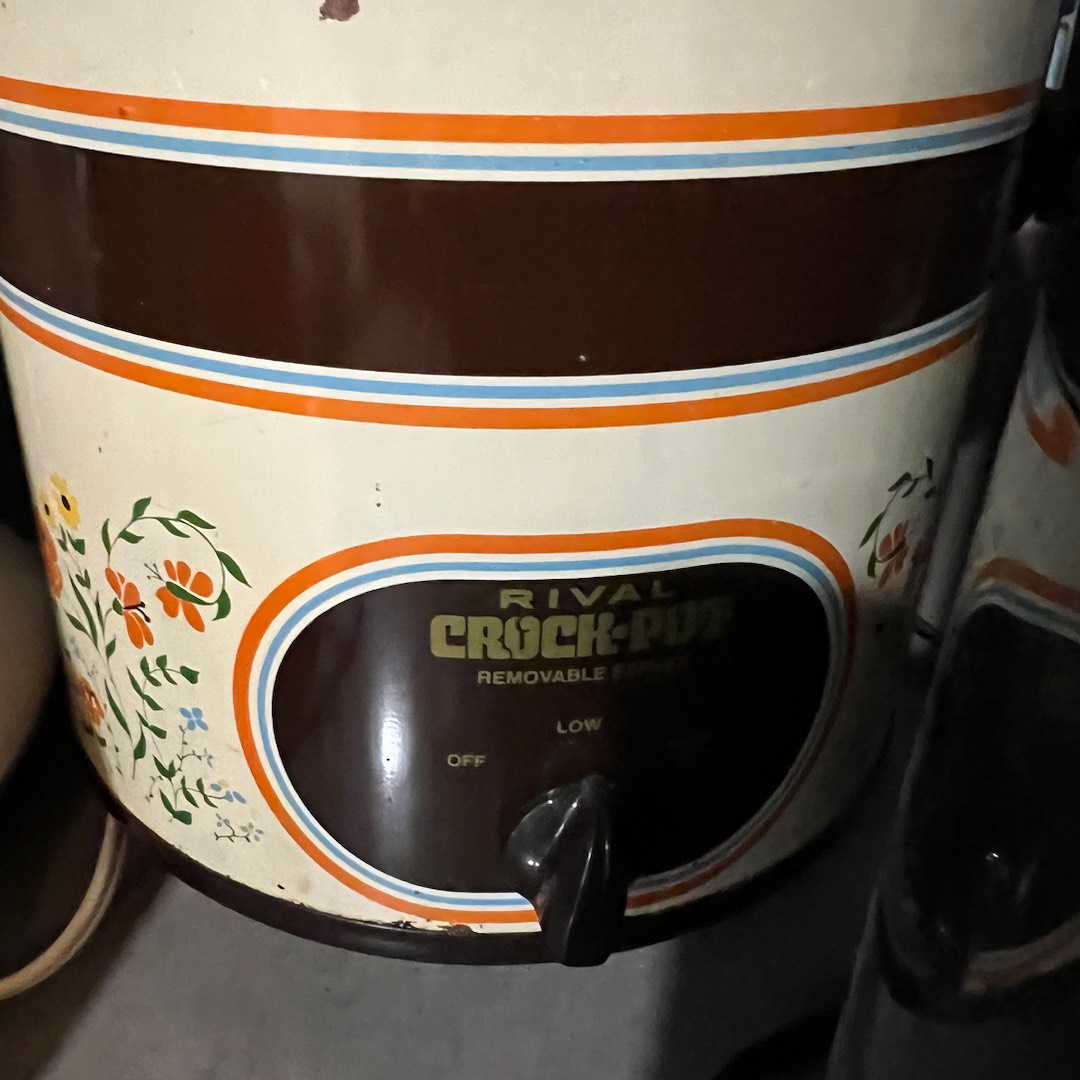 RIVAL
CROCK-POT
REMOVABLE
LOW
OFF